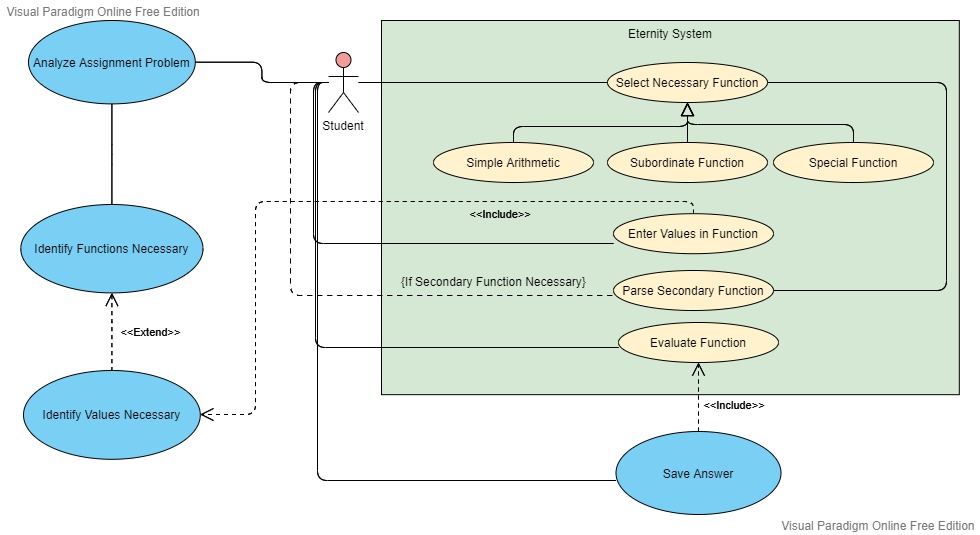 Visual Paradigm Online Free Edition
Eternity System
Analyze Assignment Problem
Select Necessary Function
Student
Simple Arithmetic
Subordinate Function
Special Function
<<Include>>
Enter Values in Function
Identify Functions Necessary
{If Secondary Function Necessary}
Parse Secondary Function
<<Extend>>
Evaluate Function
<<Include>>
Identify Values Necessary
Save Answer
Visual Paradigm Online Free Edition